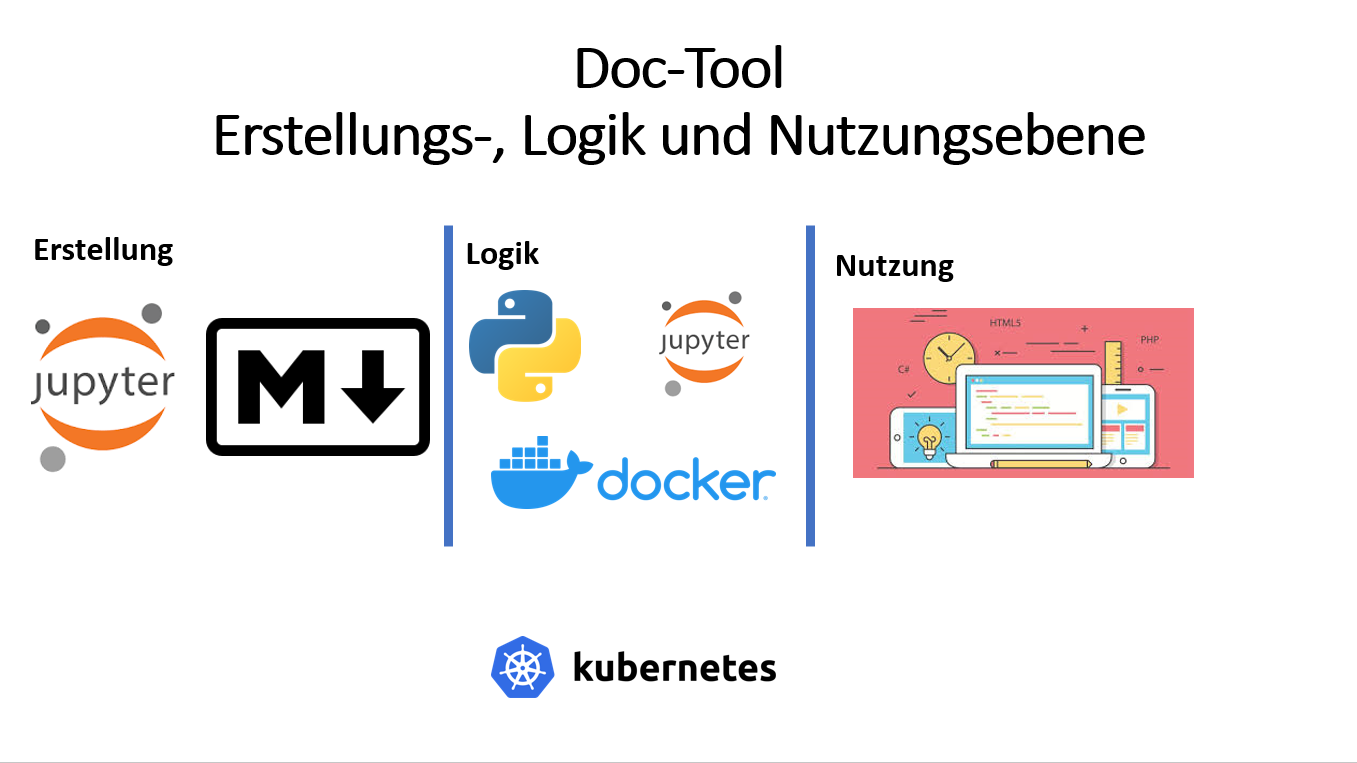 Doc-Tool
Erstellungs-, Logik und Nutzungsebene
Erstellung
Logik
Nutzung
jupyter
M
jupyter
docker
HTML5
PHP
C#
kubernetes